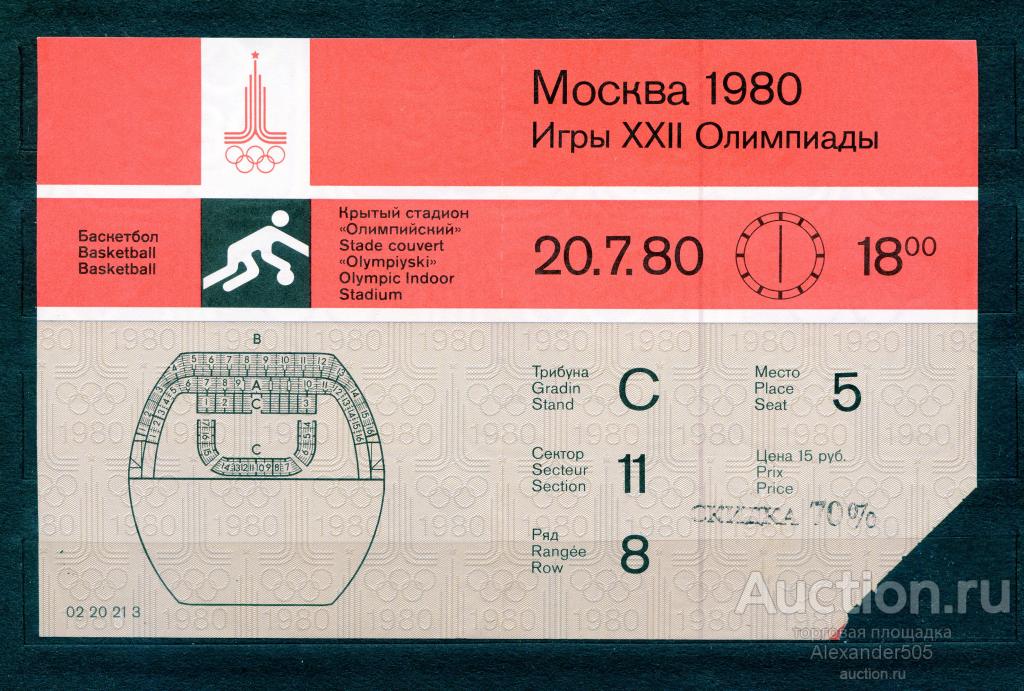 Москва 1980
Игры XXII Олимпиады
Баскетбол
Basketball
Basketball
Крытый стадион
«Олимпийский»
Stade couvert
«Olympiyski»
Olympic Indoor
Stadium
20.7.80
18⁰⁰
B
A
C
C
Трибуна
Gradin
Stand
C
Место
Place
Seat
5
Сектор
Secteur
Section
11
Цена 15 руб.
Prix
Price
СКИДКА 70%
Ряд
Rangée
Row
8
02 20 21 3
Auction.ru
торговая площадка
Alexander505
auction.ru